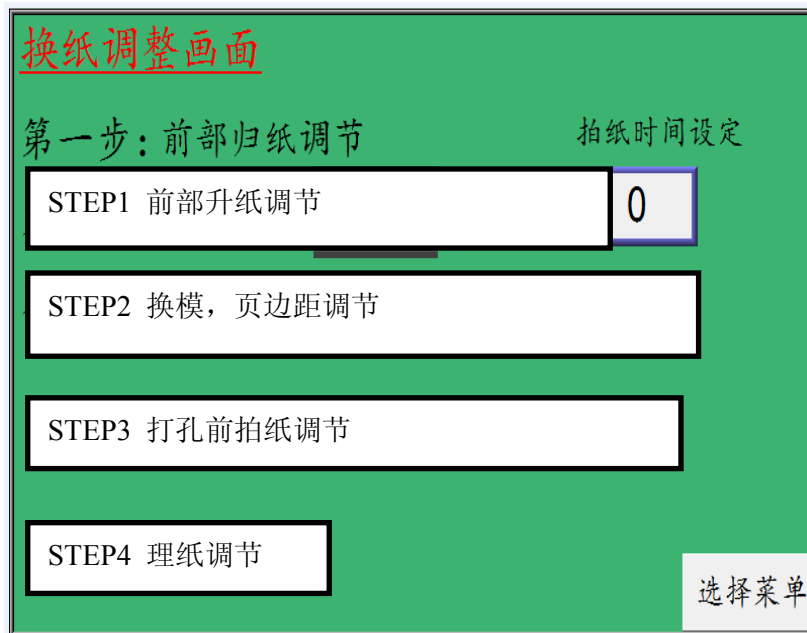 换纸调整画面
第一步:前部归纸调节
拍纸时间设定
STEP1 前部升纸调节
0
STEP2 换模，页边距调节
STEP3 打孔前拍纸调节
STEP4 理纸调节
选择菜单